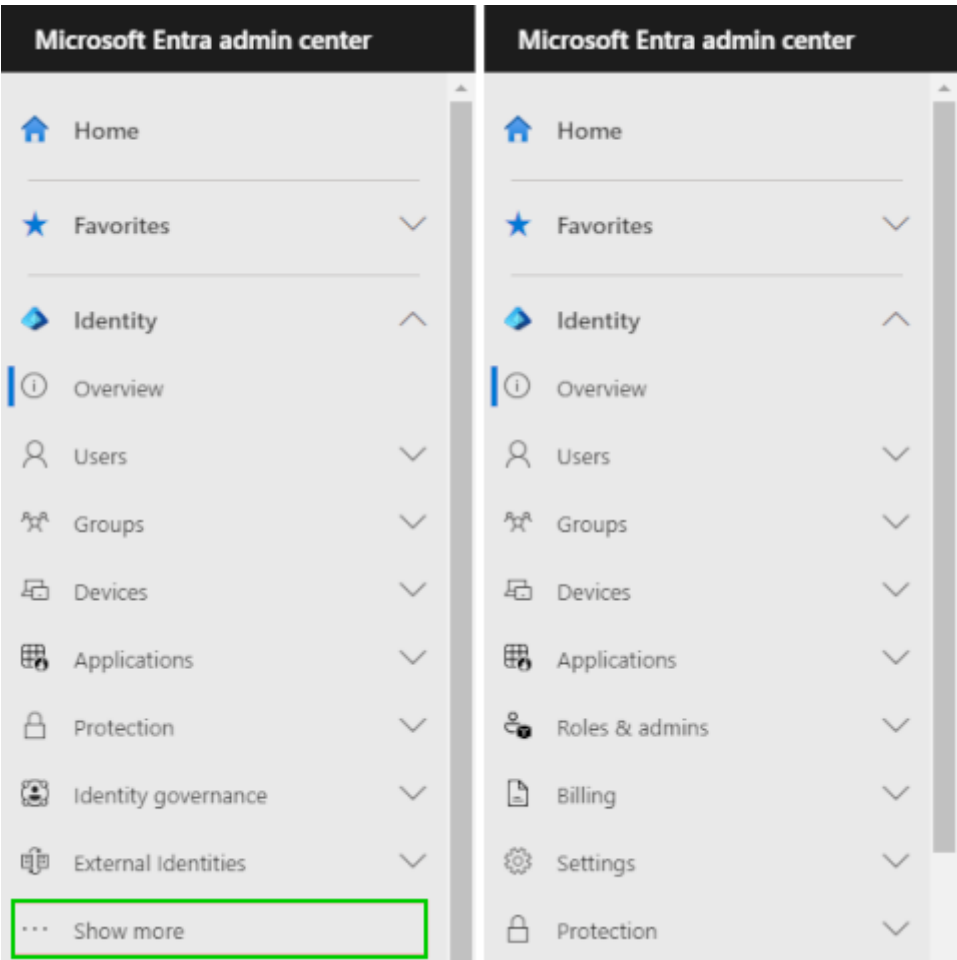 Microsoft Entra admin center
Home
Favorites
Identity
Overview
Users
Groups
Devices
Applications
Protection
Identity governance
External Identities
Show more
Microsoft Entra admin center
Home
Favorites
Identity
Overview
Users
Groups
Devices
Applications
Roles & admins
Billing
Settings
Protection